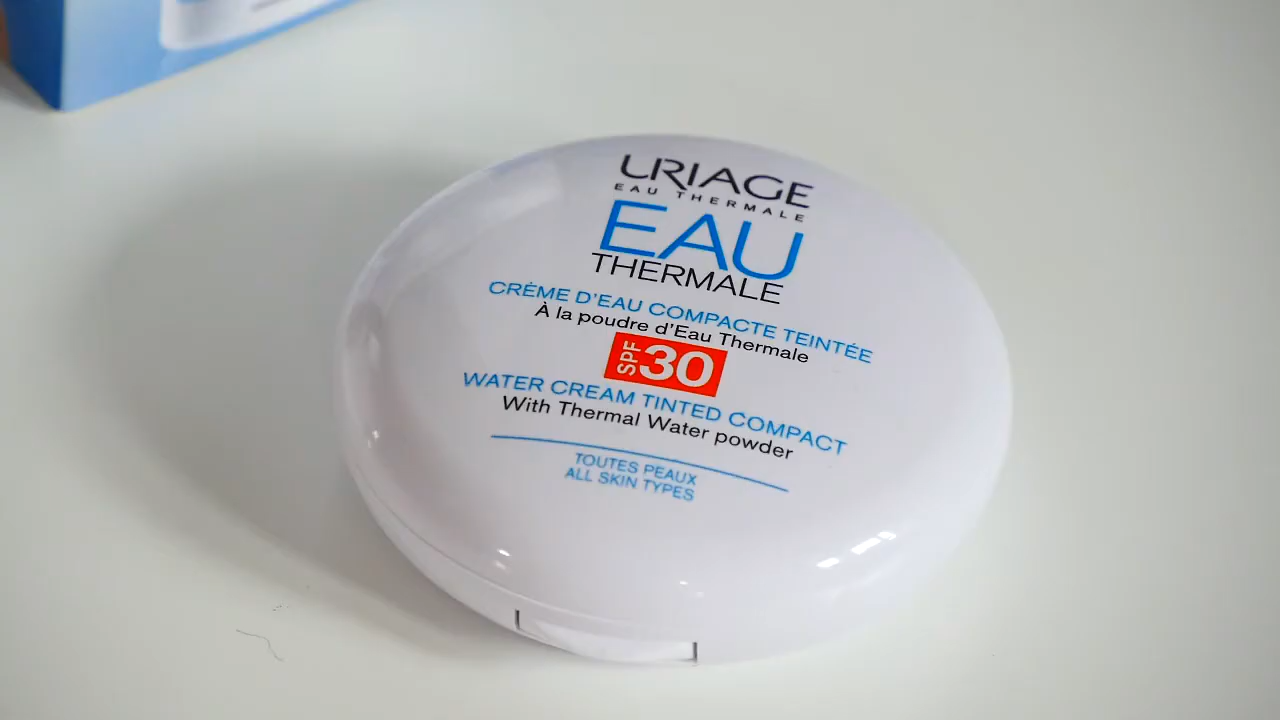 URIAGE
EAU THERMALE
EAU
THERMALE
CRÈME D'EAU COMPACTE TEINTÉE
À la poudre d'Eau Thermale
SPF 30
WATER CREAM TINTED COMPACT
With Thermal Water powder
TOUTES PEAUX
ALL SKIN TYPES